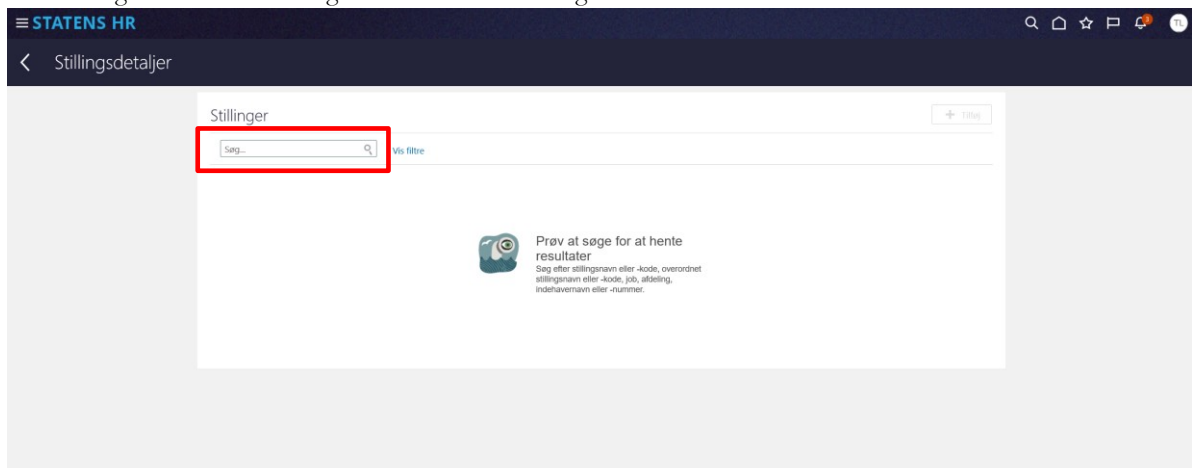 STATENS HR
TL
Stillingsdetaljer
Stillinger
Tilføj
Søg...
Vis filtre
Prøv at søge for at hente
resultater
Søg efter stillingsnavn eller -kode, overordnet
stillingsnavn eller -kode, job, afdeling,
indehavernavn eller -nummer.